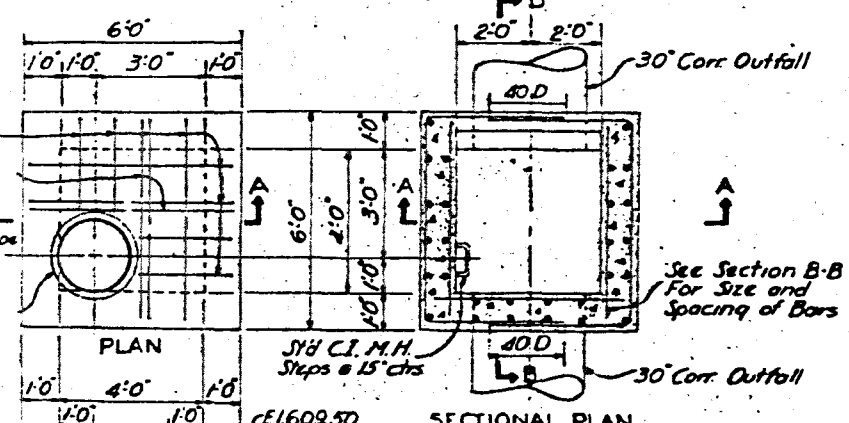 6'-0"
1'-0" 1'-0" 3'-0" 1'-0"
2'-0" 2'-0"
30" Corr. Outfall
40 D
1'-0"
A
A
A
6'-0"
4'-0"
3'-0"
1'-0"
1'-0"
See Section B-B
For Size and
Spacing of Bars
PLAN
Std C.I. M.H.
Steps @ 15" ctrs
40 D
B
30" Corr. Outfall
1'-0" 4'-0" 1'-0"
1'-0" 1'-0"
SECTIONAL PLAN